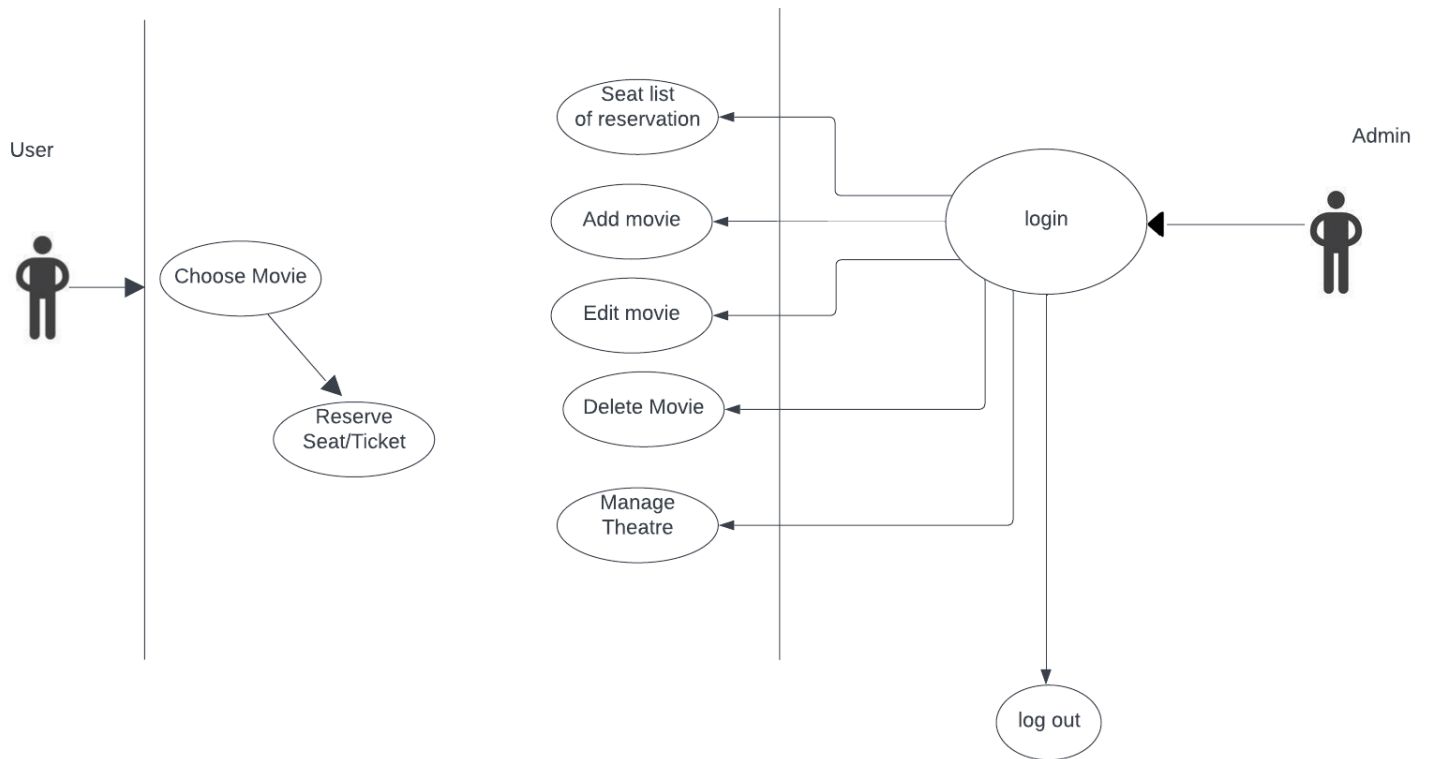 User
Admin
Seat list
of reservation
login
Add movie
Choose Movie
Edit movie
Delete Movie
Reserve
Seat/Ticket
Manage
Theatre
log out